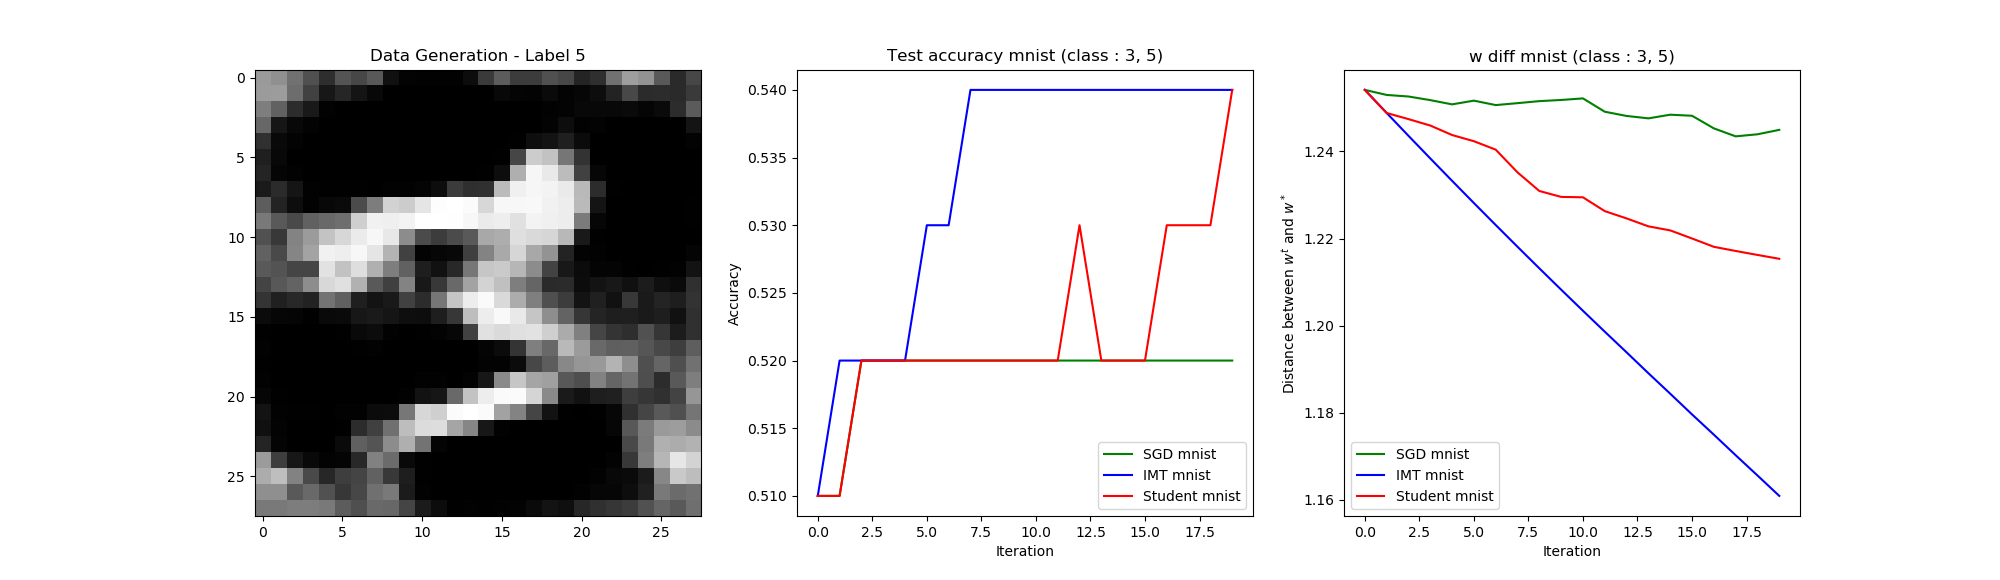 Data Generation - Label 5
0
5
10
15
20
25
0 5 10 15 20 25
Test accuracy mnist (class : 3, 5)
Accuracy
0.540
0.535
0.530
0.525
0.520
0.515
0.510
0.0 2.5 5.0 7.5 10.0 12.5 15.0 17.5
Iteration
SGD mnist
IMT mnist
Student mnist
w diff mnist (class : 3, 5)
Distance between w^t and w^*
1.24
1.22
1.20
1.18
1.16
0.0 2.5 5.0 7.5 10.0 12.5 15.0 17.5
Iteration
SGD mnist
IMT mnist
Student mnist